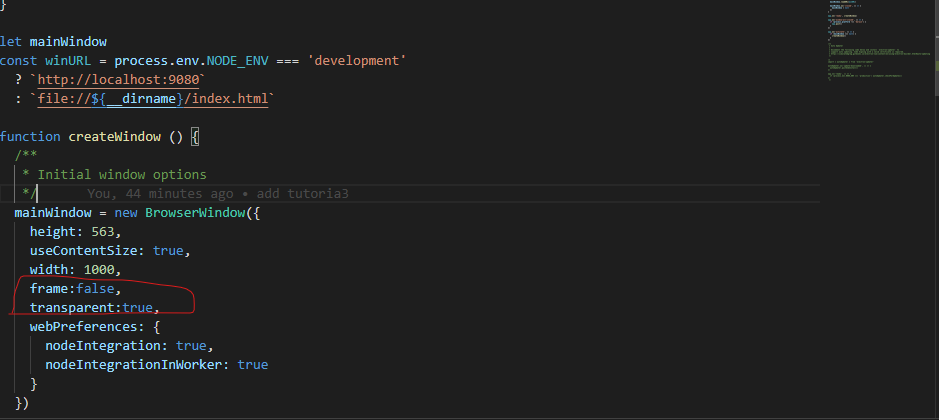 }
let mainWindow
const winURL = process.env.NODE_ENV === 'development'
  ? `http://localhost:9080`
  : `file://${__dirname}/index.html`
function createWindow () {
  /**
   * Initial window options
   */ You, 44 minutes ago • add tutoria3
  mainWindow = new BrowserWindow({
    height: 563,
    useContentSize: true,
    width: 1000,
    frame:false,
    transparent:true,
    webPreferences: {
      nodeIntegration: true,
      nodeIntegrationInWorker: true
    }
  })